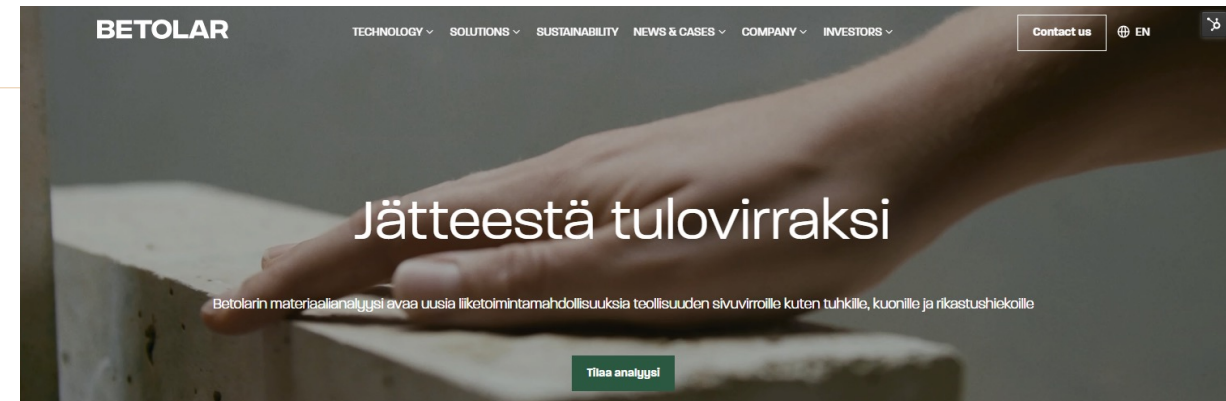 BETOLAR
TECHNOLOGY SOLUTIONS SUSTAINABILITY NEWS & CASES COMPANY INVESTORS
Contact us
EN
Jätteestä tulovirraksi
Betolarin materiaalianalyysi avaa uusia liiketoimintamahdollisuuksia teollisuuden sivuvirroille kuten tuhkille, kuonille ja rikastushiekoille
Tilaa analyysi